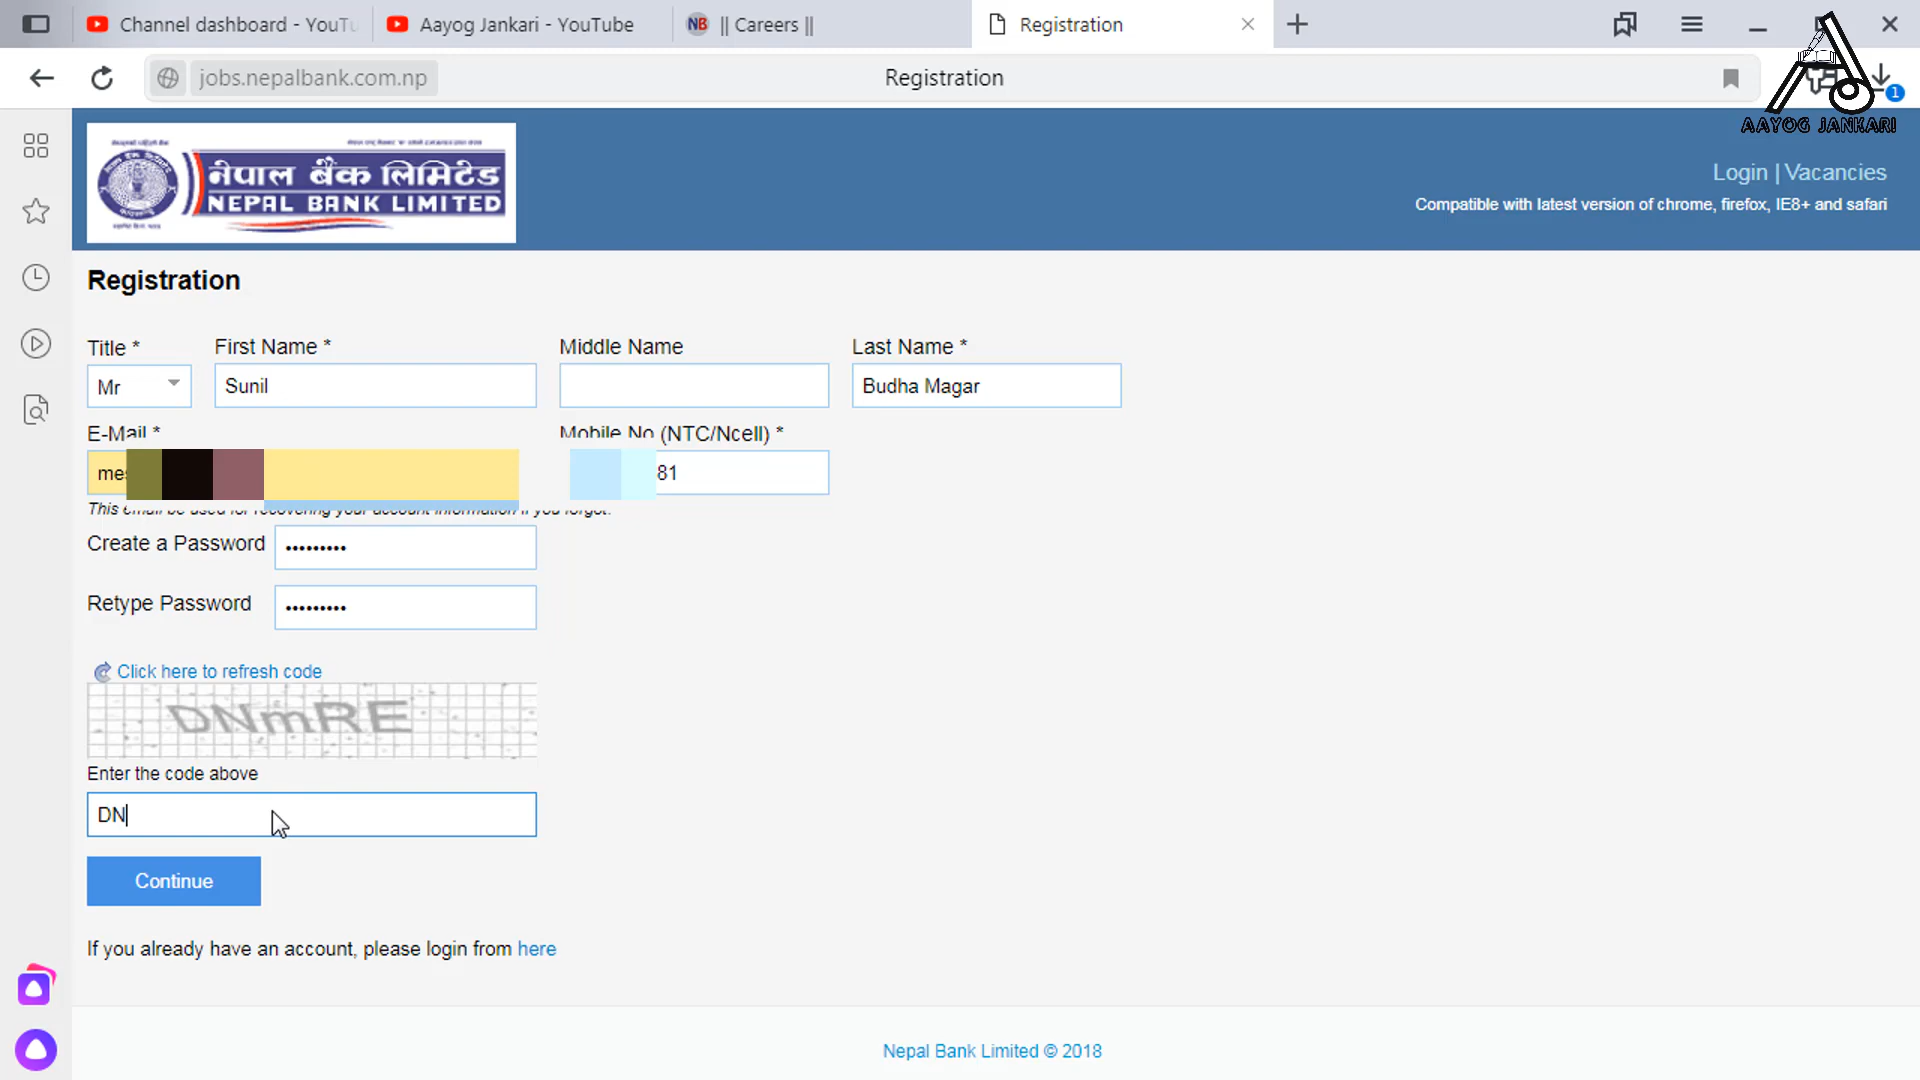 Channel dashboard - YouTu
Aayog Jankari - YouTube
|| Careers ||
Registration
jobs.nepalbank.com.np
Registration
1
AAYOG JANKARI
नेपाल बैंक लिमिटेड
NEPAL BANK LIMITED
Login | Vacancies
Compatible with latest version of chrome, firefox, IE8+ and safari
Registration
Title *
First Name *
Middle Name
Last Name *
Mr
Sunil
Budha Magar
E-Mail *
Mobile No (NTC/Ncell) *
mes
81
This email be used for recovering your account information if you forgot.
Create a Password
•••••••••
Retype Password
•••••••••
Click here to refresh code
DNmRE
Enter the code above
DN
Continue
If you already have an account, please login from here
Nepal Bank Limited © 2018